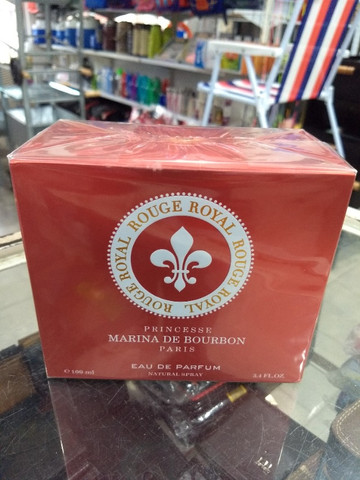 ROUGE ROYAL ROUGE ROYAL ROUGE ROYAL
PRINCESSE
MARINA DE BOURBON
PARIS
EAU DE PARFUM
NATURAL SPRAY
℮ 100 ml
3.4 FL.OZ.